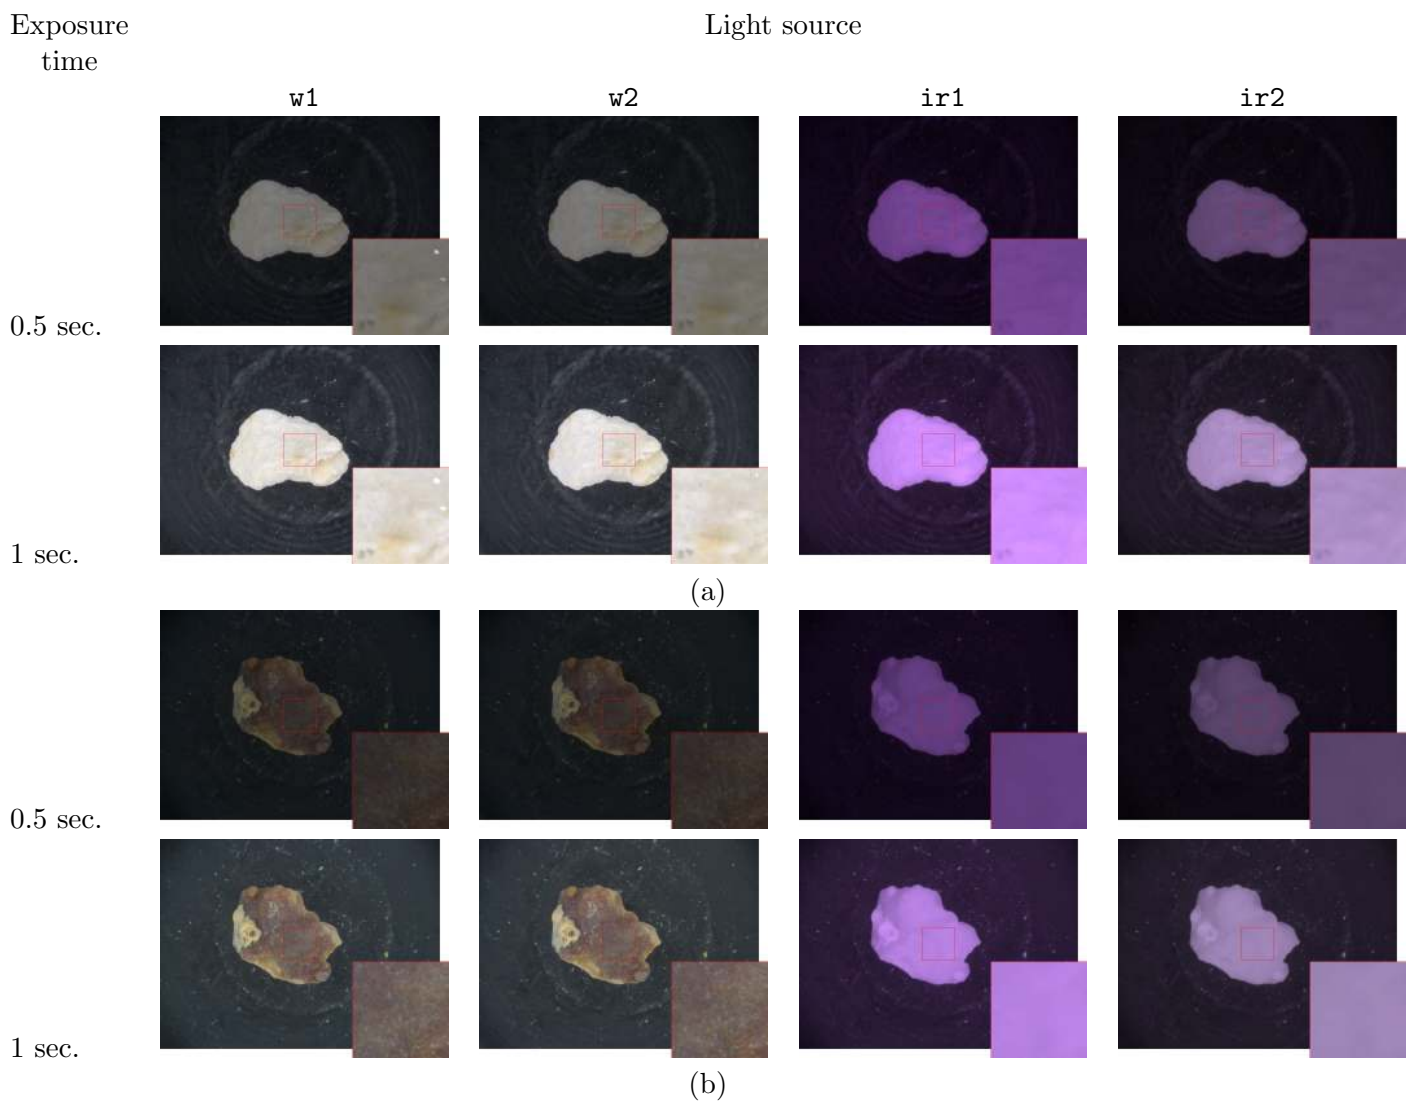 Exposure time
Light source
w1 w2 ir1 ir2
0.5 sec.
1 sec.
(a)
0.5 sec.
1 sec.
(b)